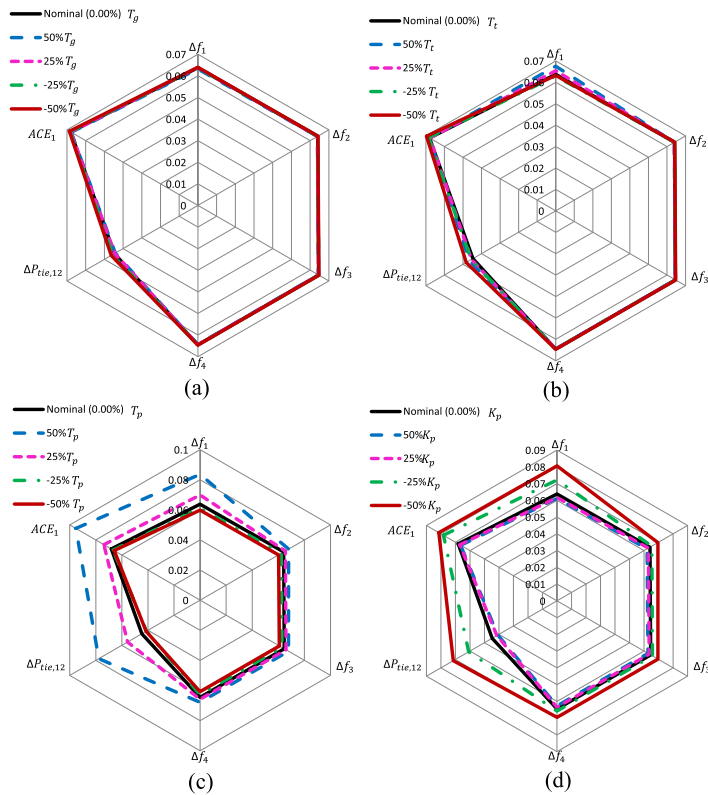 Nominal (0.00%) T_g
50%T_g
25% T_g
-25%T_g
-50% T_g
Δf_1
0.07
0.06
0.05
0.04
0.03
0.02
0.01
0
Δf_2
Δf_3
Δf_4
ΔP_tie,12
ACE_1
(a)
Nominal (0.00%) T_t
50%T_t
25%T_t
-25% T_t
-50% T_t
Δf_1
0.07
0.06
0.05
0.04
0.03
0.02
0.01
0
Δf_2
Δf_3
Δf_4
ΔP_tie,12
ACE_1
(b)
Nominal (0.00%) T_p
50%T_p
25%T_p
-25%T_p
-50% T_p
Δf_1
0.1
0.08
0.06
0.04
0.02
0
Δf_2
Δf_3
Δf_4
ΔP_tie,12
ACE_1
(c)
Nominal (0.00%) K_p
50%K_p
25%K_p
-25%K_p
-50% K_p
Δf_1
0.09
0.08
0.07
0.06
0.05
0.04
0.03
0.02
0.01
0
Δf_2
Δf_3
Δf_4
ΔP_tie,12
ACE_1
(d)